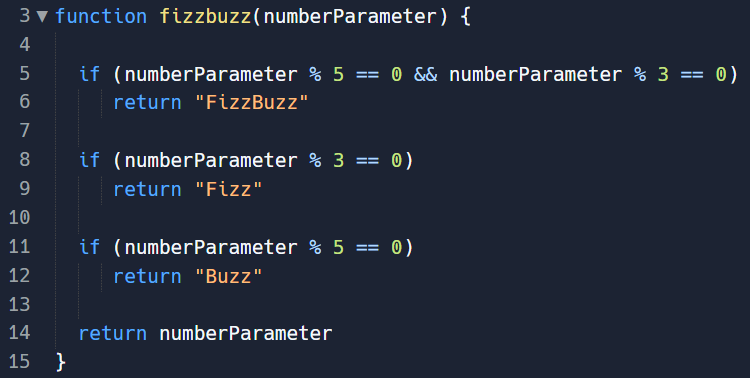 3 ▼ function fizzbuzz(numberParameter) {
4
5 if (numberParameter % 5 == 0 && numberParameter % 3 == 0)
6 return "FizzBuzz"
7
8 if (numberParameter % 3 == 0)
9 return "Fizz"
10
11 if (numberParameter % 5 == 0)
12 return "Buzz"
13
14 return numberParameter
15 }